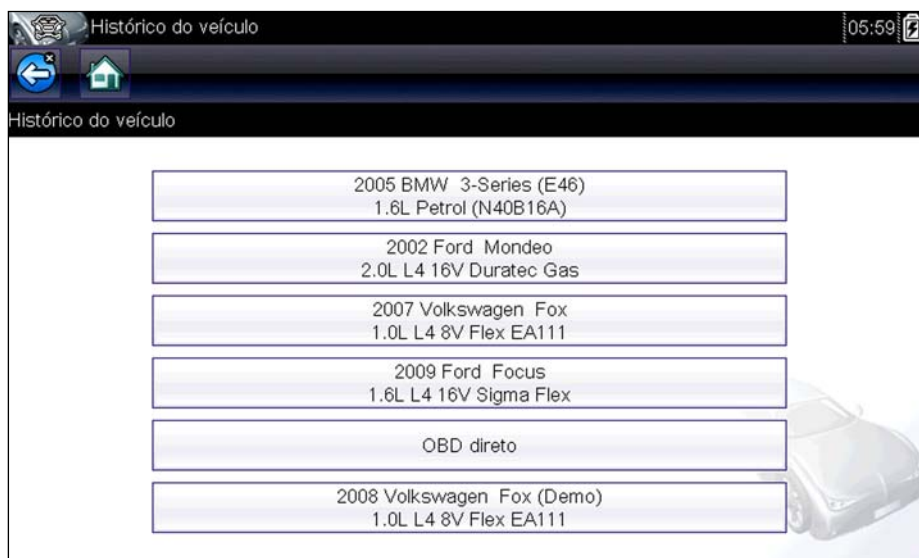 Histórico do veículo
05:59
Histórico do veículo
2005 BMW 3-Series (E46)
1.6L Petrol (N40B16A)
2002 Ford Mondeo
2.0L L4 16V Duratec Gas
2007 Volkswagen Fox
1.0L L4 8V Flex EA111
2009 Ford Focus
1.6L L4 16V Sigma Flex
OBD direto
2008 Volkswagen Fox (Demo)
1.0L L4 8V Flex EA111